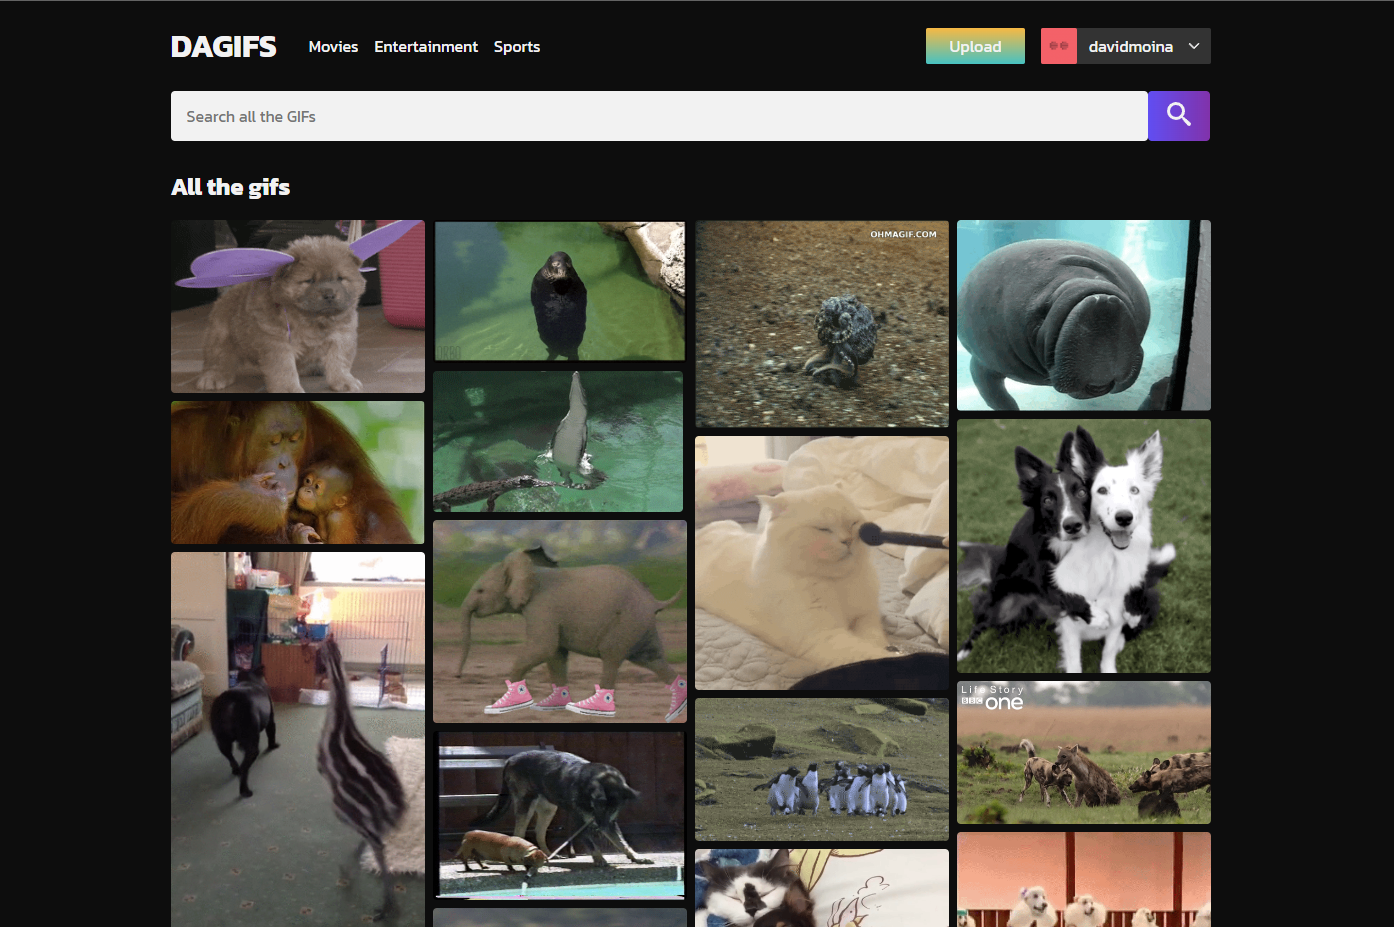 DAGIFS
Movies
Entertainment
Sports
Upload
davidmoina
Search all the GIFs
All the gifs
OHMAGIF.COM
Life Story
BBC
one